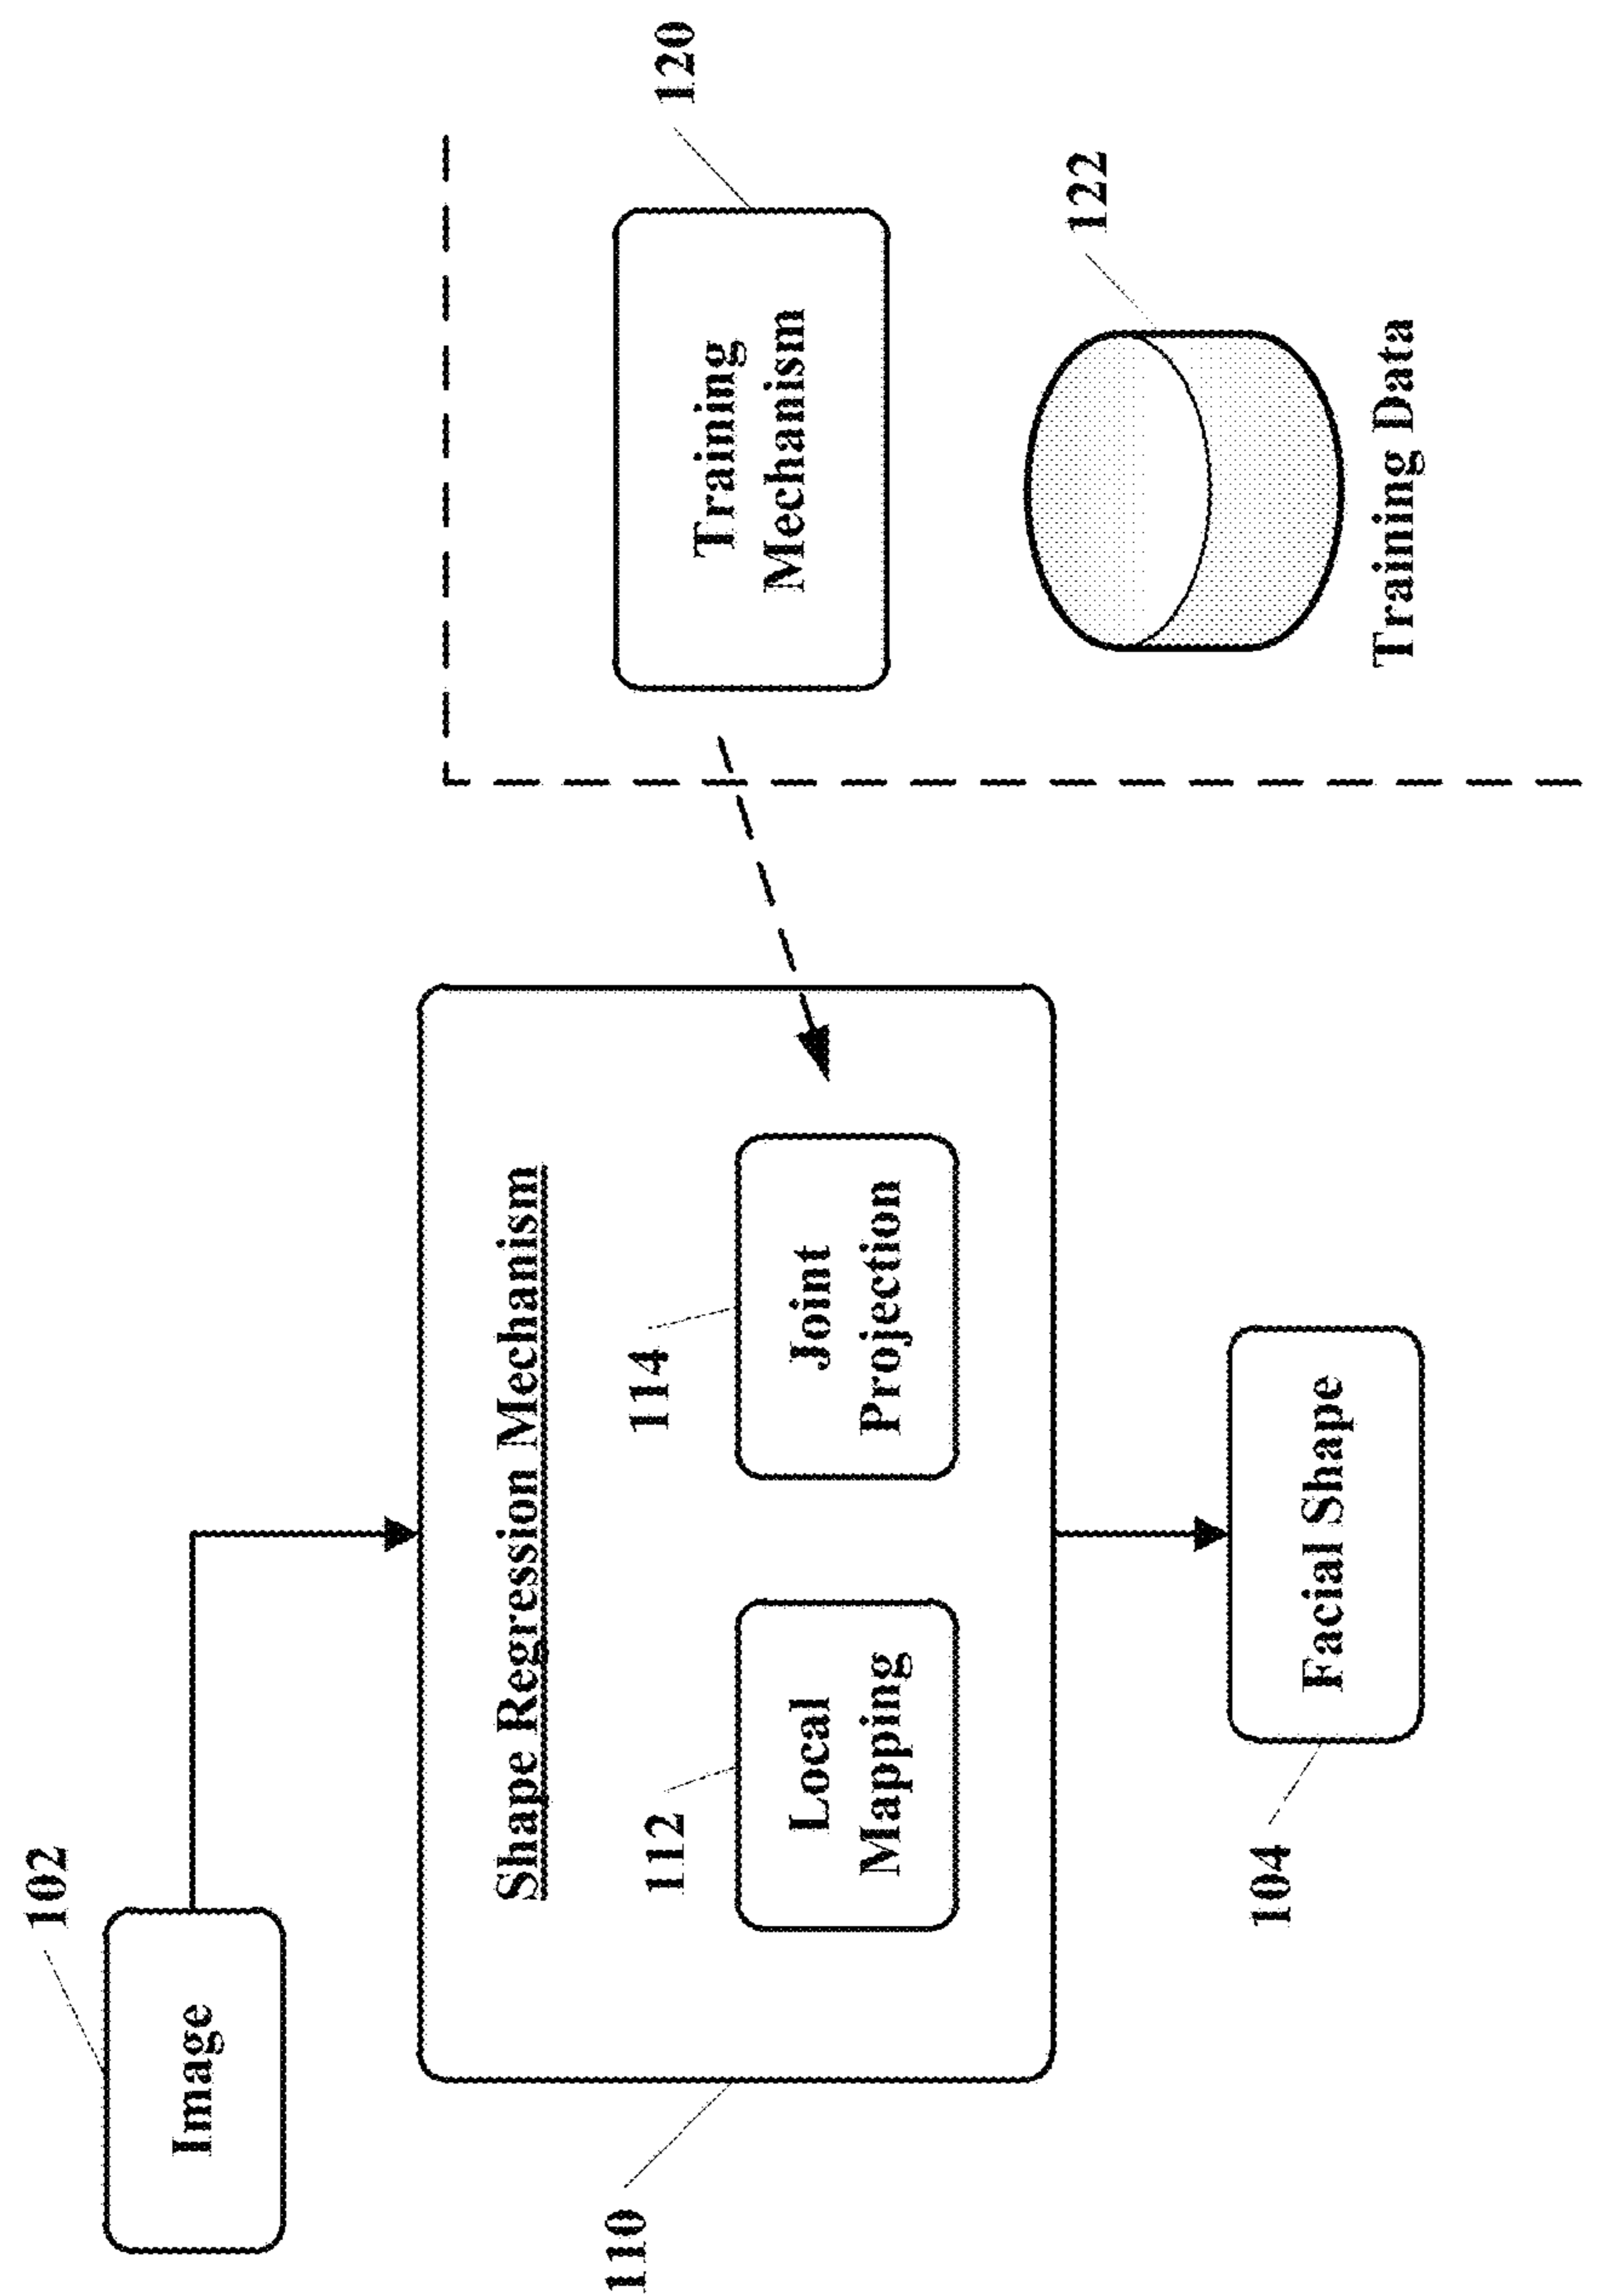 102
Image
120
Training
Mechanism
Shape Regression Mechanism
110
112
Local
Mapping
114
Joint
Projection
122
Training Data
104
Facial Shape